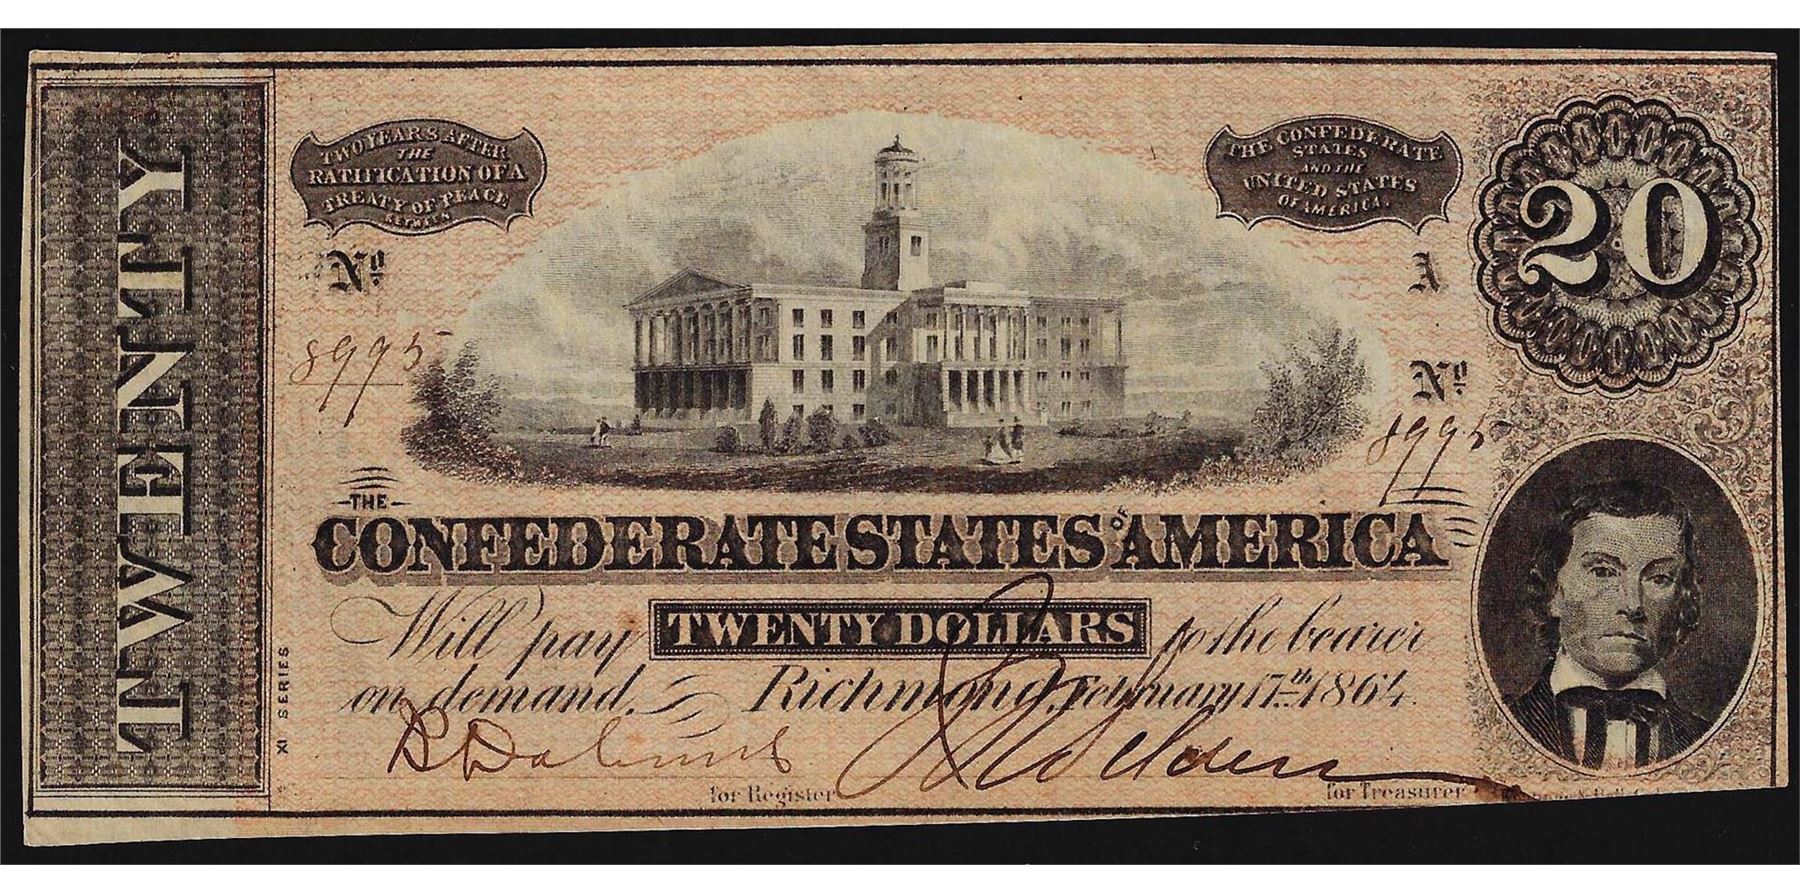 TWENTY
TWO YEARS AFTER
THE
RATIFICATION OF A
TREATY OF PEACE
BETWEEN
THE CONFEDERATE
STATES
AND THE
UNITED STATES
OF AMERICA.
20
No
A
8995
No
8995
THE
CONFEDERATE STATES OF AMERICA
Will pay TWENTY DOLLARS to the bearer
on demand. Richmond, February 17th 1864.
XI SERIES
for Register
for Treasurer